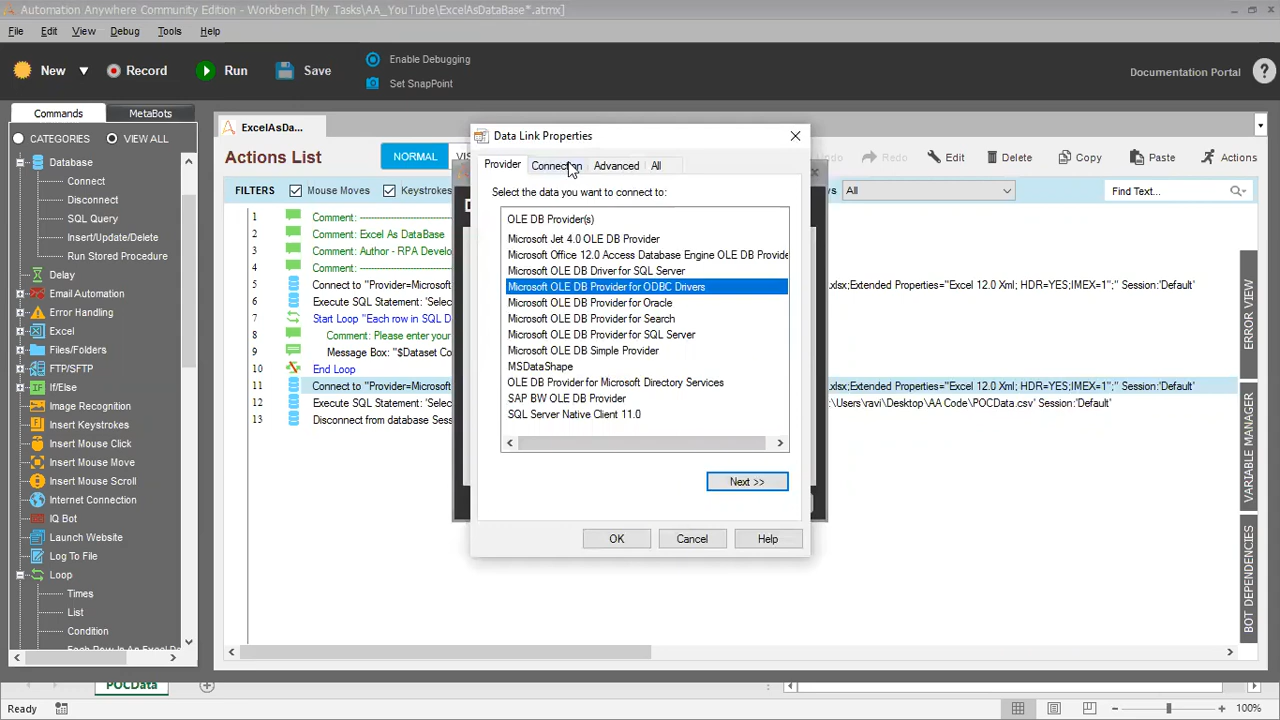 Automation Anywhere Community Edition - Workbench [My Tasks\AA_YouTube\ExcelAsDataBase*.atmx]
File Edit View Debug Tools Help
New Record Run Save
Enable Debugging
Set SnapPoint
Documentation Portal
Commands MetaBots
CATEGORIES VIEW ALL
Database
Connect
Disconnect
SQL Query
Insert/Update/Delete
Run Stored Procedure
Delay
Email Automation
Error Handling
Excel
Files/Folders
FTP/SFTP
If/Else
Image Recognition
Insert Keystrokes
Insert Mouse Click
Insert Mouse Move
Insert Mouse Scroll
Internet Connection
IQ Bot
Launch Website
Log To File
Loop
Times
List
Condition
ExcelAsDa...
Actions List
NORMAL VIS
Redo Edit Delete Copy Paste Actions
FILTERS Mouse Moves Keystrokes All Find Text...
1 Comment:
2 Comment: Excel As DataBase
3 Comment: Author - RPA Develo
4 Comment:
5 Connect to "Provider=Microsoft .xlsx;Extended Properties="Excel 12.0 Xml; HDR=YES;IMEX=1";" Session:'Default'
6 Execute SQL Statement: 'Selec
7 Start Loop "Each row in SQL D
8 Comment: Please enter your
9 Message Box: "$Dataset Co
10 End Loop
11 Connect to "Provider=Microsoft .xlsx;Extended Properties="Excel 12.0 Xml; HDR=YES;IMEX=1";" Session:'Default'
12 Execute SQL Statement: 'Selec :\Users\ravi\Desktop\AA Code\POCData.csv' Session:'Default'
13 Disconnect from database Sess
Data Link Properties
Provider Connection Advanced All
Select the data you want to connect to:
OLE DB Provider(s)
Microsoft Jet 4.0 OLE DB Provider
Microsoft Office 12.0 Access Database Engine OLE DB Provide
Microsoft OLE DB Driver for SQL Server
Microsoft OLE DB Provider for ODBC Drivers
Microsoft OLE DB Provider for Oracle
Microsoft OLE DB Provider for Search
Microsoft OLE DB Provider for SQL Server
Microsoft OLE DB Simple Provider
MSDataShape
OLE DB Provider for Microsoft Directory Services
SAP BW OLE DB Provider
SQL Server Native Client 11.0
Next >>
OK Cancel Help
ERROR VIEW
VARIABLE MANAGER
BOT DEPENDENCIES
POCData
Ready 100%